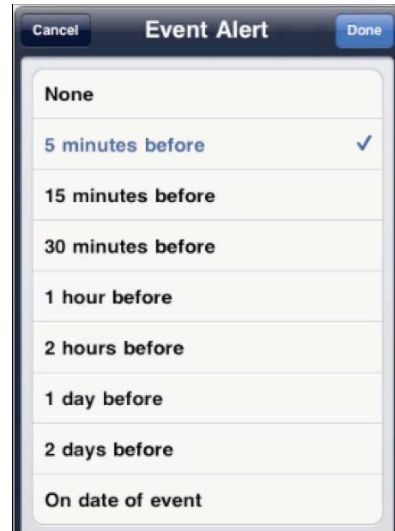 Cancel Event Alert Done
None
5 minutes before
15 minutes before
30 minutes before
1 hour before
2 hours before
1 day before
2 days before
On date of event